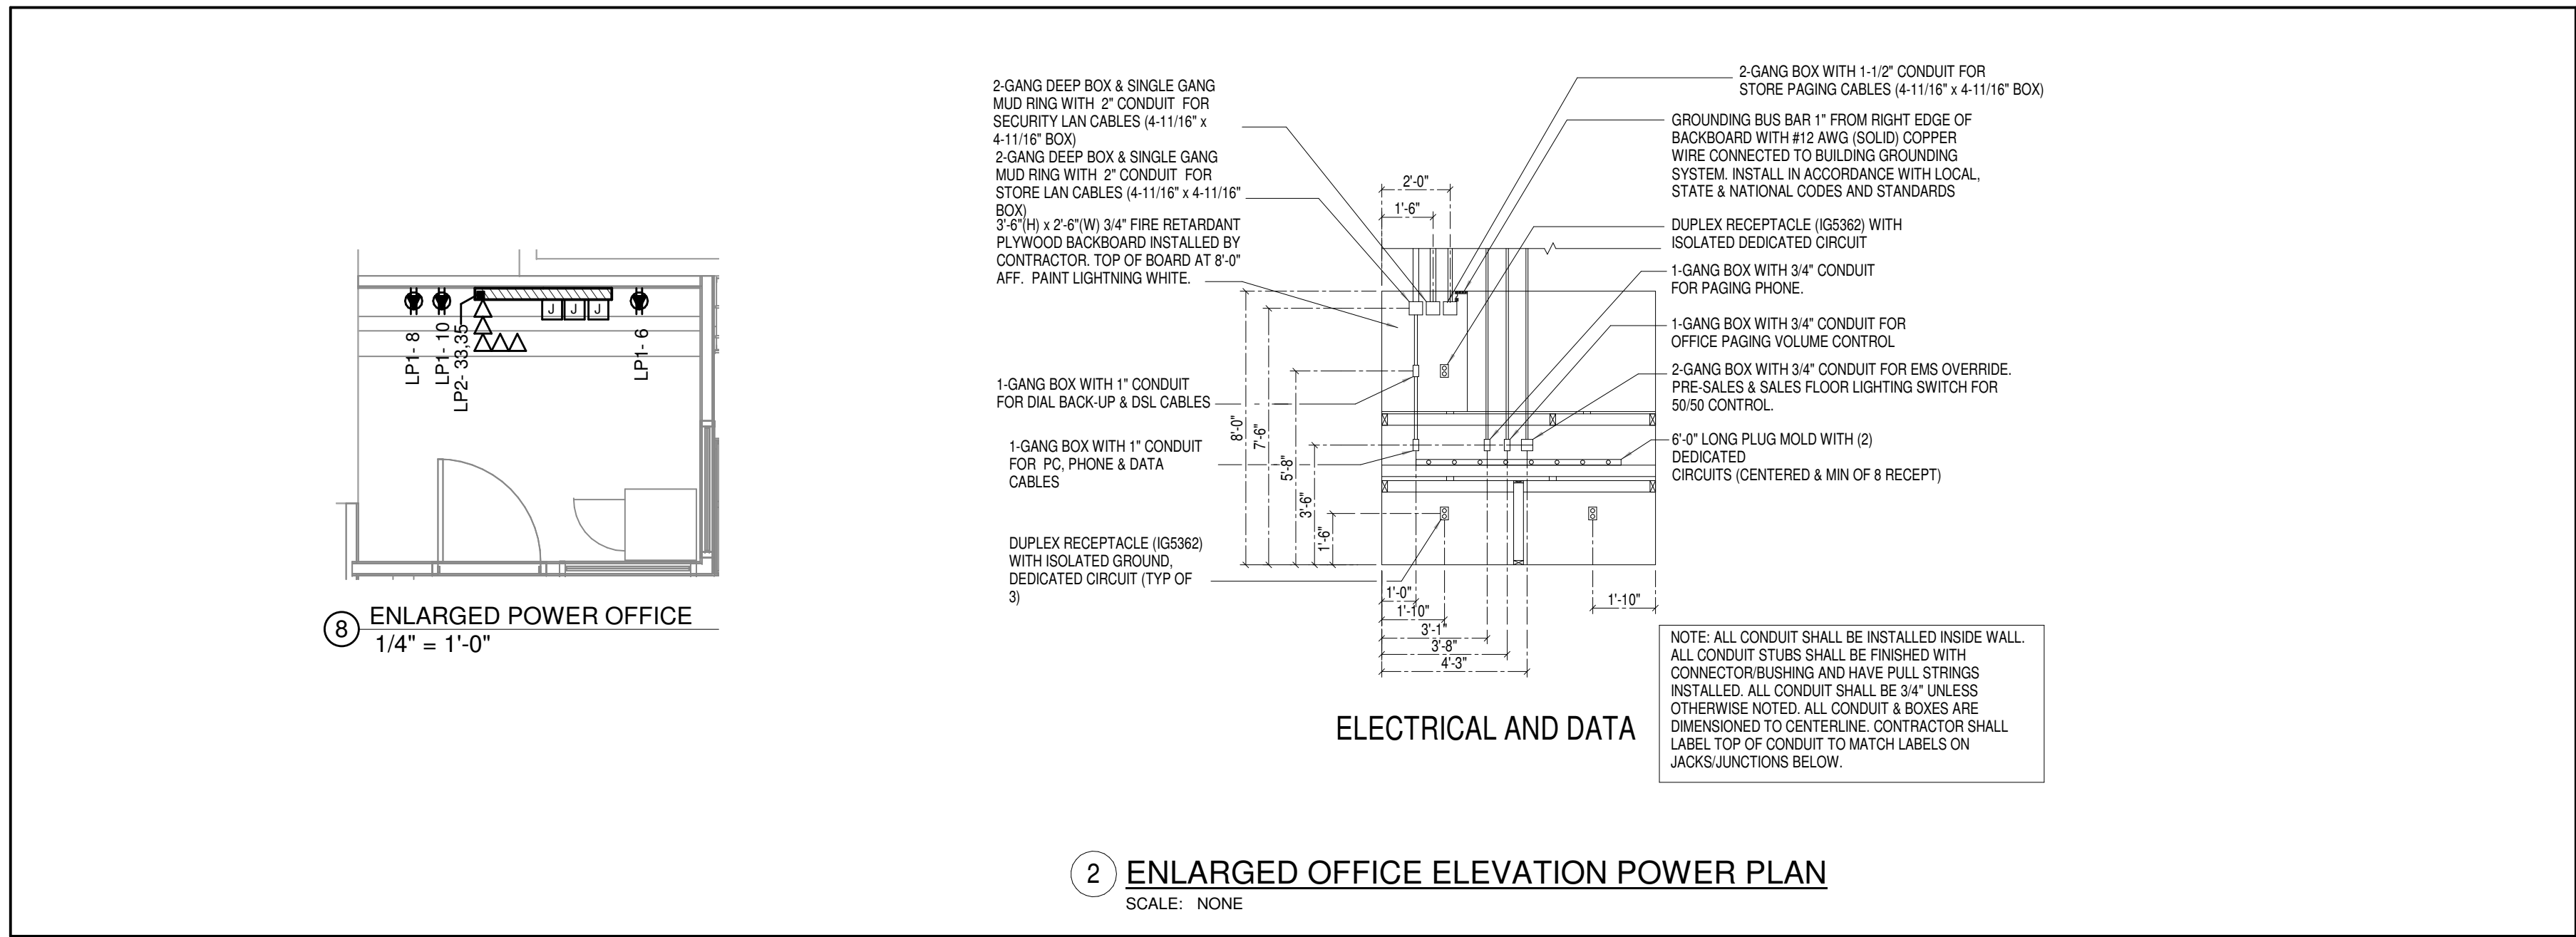 LP1- 8
LP1- 10
LP2- 33,35
J
J
J
LP1- 6
8
ENLARGED POWER OFFICE
1/4" = 1'-0"
2-GANG DEEP BOX & SINGLE GANG
MUD RING WITH 2" CONDUIT FOR
SECURITY LAN CABLES (4-11/16" x
4-11/16" BOX)
2-GANG DEEP BOX & SINGLE GANG
MUD RING WITH 2" CONDUIT FOR
STORE LAN CABLES (4-11/16" x 4-11/16"
BOX)
3'-6"(H) x 2'-6"(W) 3/4" FIRE RETARDANT
PLYWOOD BACKBOARD INSTALLED BY
CONTRACTOR. TOP OF BOARD AT 8'-0"
AFF. PAINT LIGHTNING WHITE.
1-GANG BOX WITH 1" CONDUIT
FOR DIAL BACK-UP & DSL CABLES
1-GANG BOX WITH 1" CONDUIT
FOR PC, PHONE & DATA
CABLES
DUPLEX RECEPTACLE (IG5362)
WITH ISOLATED GROUND,
DEDICATED CIRCUIT (TYP OF
3)
2'-0"
1'-6"
8'-0"
7'-6"
5'-8"
3'-6"
1'-6"
1'-0"
1'-10"
3'-1"
3'-8"
4'-3"
1'-10"
2-GANG BOX WITH 1-1/2" CONDUIT FOR
STORE PAGING CABLES (4-11/16" x 4-11/16" BOX)
GROUNDING BUS BAR 1" FROM RIGHT EDGE OF
BACKBOARD WITH #12 AWG (SOLID) COPPER
WIRE CONNECTED TO BUILDING GROUNDING
SYSTEM. INSTALL IN ACCORDANCE WITH LOCAL,
STATE & NATIONAL CODES AND STANDARDS
DUPLEX RECEPTACLE (IG5362) WITH
ISOLATED DEDICATED CIRCUIT
1-GANG BOX WITH 3/4" CONDUIT
FOR PAGING PHONE.
1-GANG BOX WITH 3/4" CONDUIT FOR
OFFICE PAGING VOLUME CONTROL
2-GANG BOX WITH 3/4" CONDUIT FOR EMS OVERRIDE.
PRE-SALES & SALES FLOOR LIGHTING SWITCH FOR
50/50 CONTROL.
6'-0" LONG PLUG MOLD WITH (2)
DEDICATED
CIRCUITS (CENTERED & MIN OF 8 RECEPT)
NOTE: ALL CONDUIT SHALL BE INSTALLED INSIDE WALL.
ALL CONDUIT STUBS SHALL BE FINISHED WITH
CONNECTOR/BUSHING AND HAVE PULL STRINGS
INSTALLED. ALL CONDUIT SHALL BE 3/4" UNLESS
OTHERWISE NOTED. ALL CONDUIT & BOXES ARE
DIMENSIONED TO CENTERLINE. CONTRACTOR SHALL
LABEL TOP OF CONDUIT TO MATCH LABELS ON
JACKS/JUNCTIONS BELOW.
ELECTRICAL AND DATA
2
ENLARGED OFFICE ELEVATION POWER PLAN
SCALE: NONE